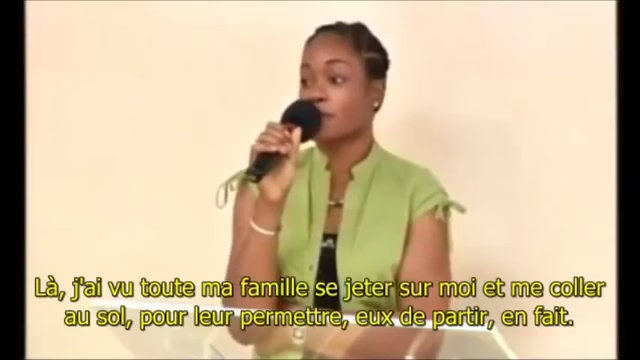 Là, j'ai vu toute ma famille se jeter sur moi et me coller
au sol, pour leur permettre, eux de partir, en fait.